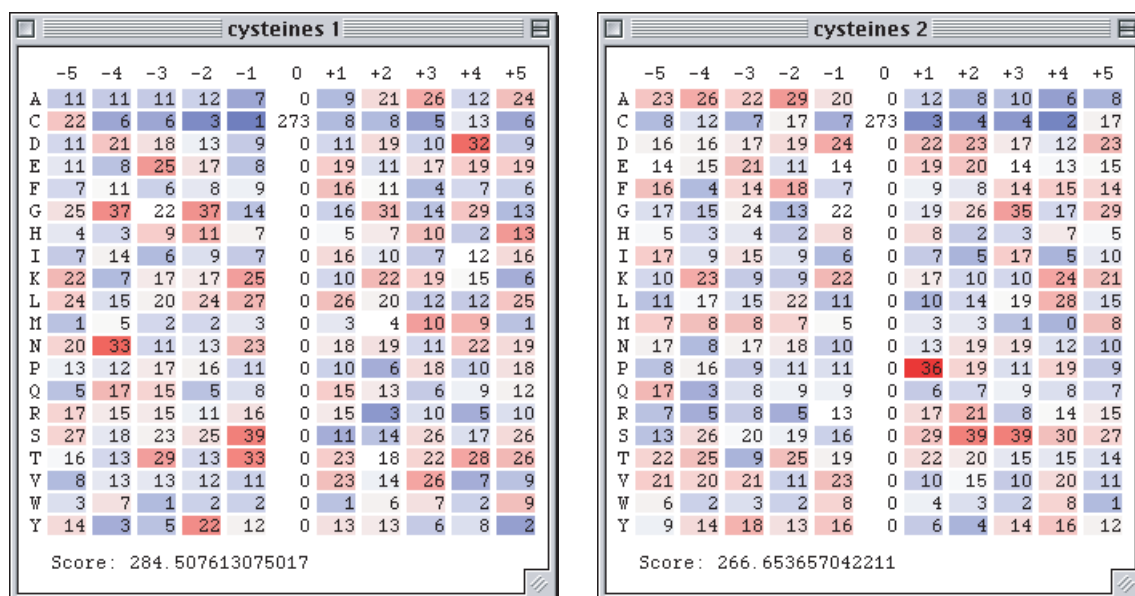 cysteines 1
-5 -4 -3 -2 -1 0 +1 +2 +3 +4 +5
A 11 11 11 12 7 0 9 21 26 12 24
C 22 6 6 3 1 273 8 8 5 13 6
D 11 21 18 13 9 0 11 19 10 32 9
E 11 8 25 17 8 0 19 11 17 19 19
F 7 11 6 8 9 0 16 11 4 7 6
G 25 37 22 37 14 0 16 31 14 29 13
H 4 3 9 11 7 0 5 7 10 2 13
I 7 14 6 9 7 0 16 10 7 12 16
K 22 7 17 17 25 0 10 22 19 15 6
L 24 15 20 24 27 0 26 20 12 12 25
M 1 5 2 2 3 0 3 4 10 9 1
N 20 33 11 13 23 0 18 19 11 22 19
P 13 12 17 16 11 0 10 6 18 10 18
Q 5 17 15 5 8 0 15 13 6 9 12
R 17 15 15 11 16 0 15 3 10 5 10
S 27 18 23 25 39 0 11 14 26 17 26
T 16 13 29 13 33 0 23 18 22 28 26
V 8 13 13 12 11 0 23 14 26 7 9
W 3 7 1 2 2 0 1 6 7 2 9
Y 14 3 5 22 12 0 13 13 6 8 2
Score: 284.507613075017
cysteines 2
-5 -4 -3 -2 -1 0 +1 +2 +3 +4 +5
A 23 26 22 29 20 0 12 8 10 6 8
C 8 12 7 17 7 273 3 4 4 2 17
D 16 16 17 19 24 0 22 23 17 12 23
E 14 15 21 11 14 0 19 20 14 13 15
F 16 4 14 18 7 0 9 8 14 15 14
G 17 15 24 13 22 0 19 26 35 17 29
H 5 3 4 2 8 0 8 2 3 7 5
I 17 9 15 9 6 0 7 5 17 5 10
K 10 23 9 9 22 0 17 10 10 24 21
L 11 17 15 22 11 0 10 14 19 28 15
M 7 8 8 7 5 0 3 3 1 0 8
N 17 8 17 18 10 0 13 19 19 12 10
P 8 16 9 11 11 0 36 19 11 19 9
Q 17 3 8 9 9 0 6 7 9 8 7
R 7 5 8 5 13 0 17 21 8 14 15
S 13 26 20 19 16 0 29 39 39 30 27
T 22 25 9 25 19 0 22 20 15 15 14
V 21 20 21 11 23 0 10 15 10 20 11
W 6 2 3 2 8 0 4 3 2 8 1
Y 9 14 18 13 16 0 6 4 14 16 12
Score: 266.653657042211